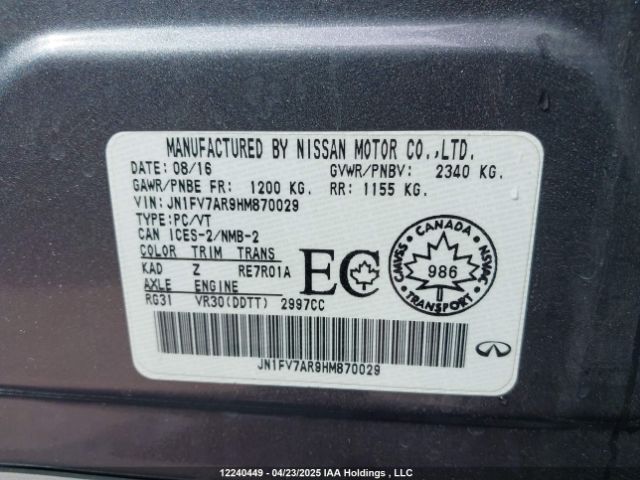 MANUFACTURED BY NISSAN MOTOR CO.,LTD.
DATE: 08/16 GVWR/PNBV: 2340 KG.
GAWR/PNBE FR: 1200 KG. RR: 1155 KG.
VIN: JN1FV7AR9HM870029
TYPE:PC/VT
CAN ICES-2/NMB-2
COLOR TRIM TRANS
KAD Z RE7R01A
AXLE ENGINE
RG31 VR30(DDTT) 2997CC
EC
CANADA
CMVSS NSVAC
986
TRANSPORT
JN1FV7AR9HM870029
12240449 - 04/23/2025 IAA Holdings , LLC